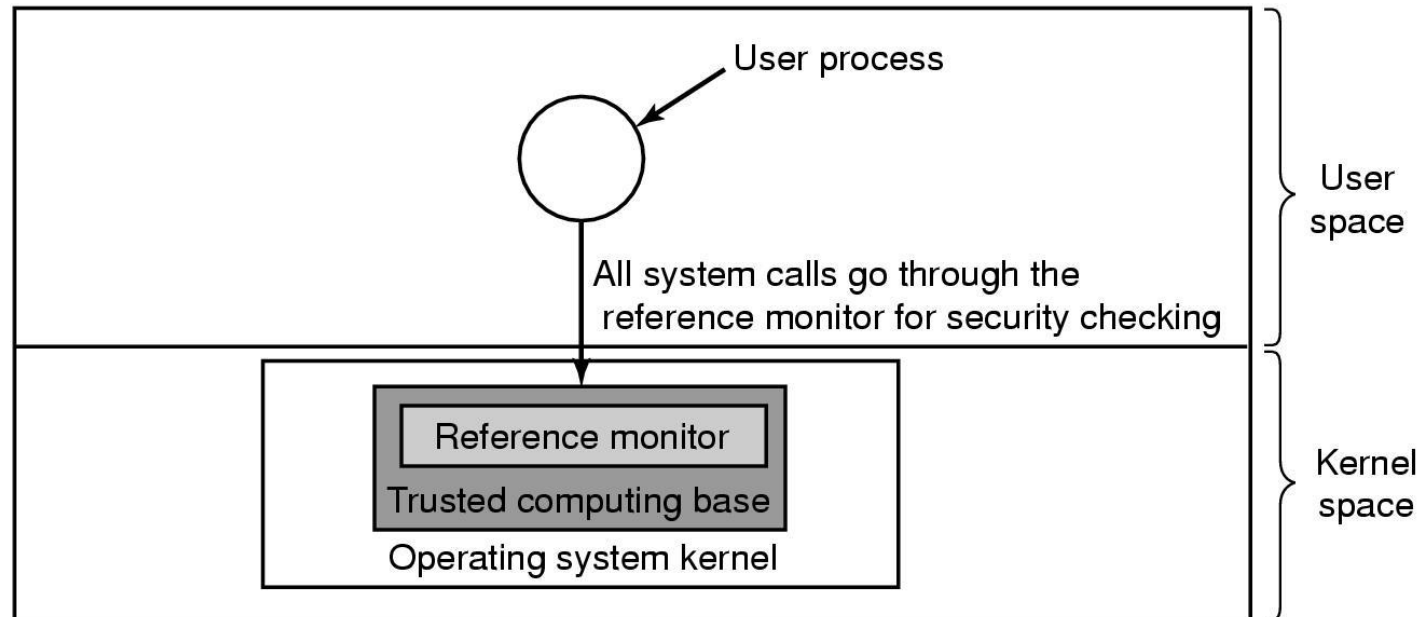 User process
User
space
All system calls go through the
reference monitor for security checking
Reference monitor
Trusted computing base
Operating system kernel
Kernel
space